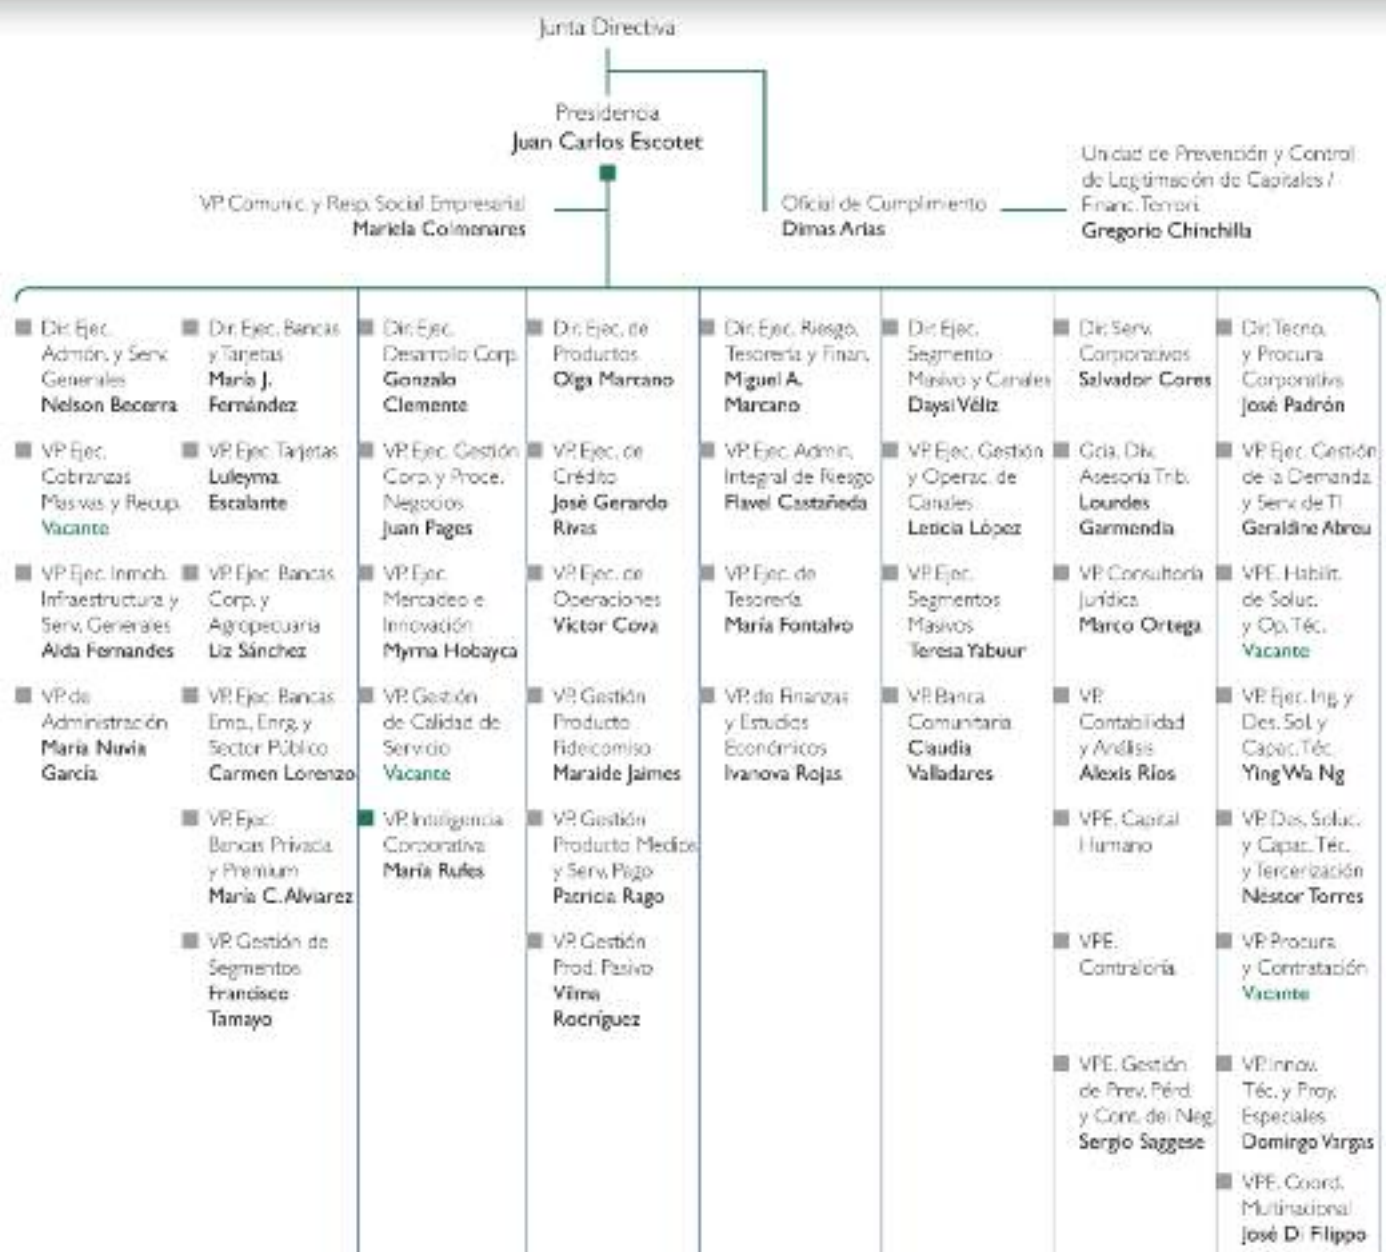 Junta Directiva
Presidencia
Juan Carlos Escotet
VP. Comunic. y Resp. Social Empresarial
Mariela Colmenares
Oficial de Cumplimiento
Dimas Arias
Unidad de Prevención y Control
de Legitimación de Capitales /
Financ. Terrori.
Gregorio Chinchilla
Dir. Ejec.
Admón. y Serv.
Generales
Nelson Becerra
VP. Ejec.
Cobranzas
Masivas y Recup.
Vacante
VP. Ejec. Inmob.
Infraestructura y
Serv. Generales
Alda Fernandes
VP. de
Administración
María Nuvia
García
Dir. Ejec. Bancas
y Tarjetas
María J.
Fernández
VP. Ejec. Tarjetas
Luleyma
Escalante
VP. Ejec. Bancas
Corp. y
Agropecuaria
Liz Sánchez
VP. Ejec. Bancas
Emp., Enrg. y
Sector Público
Carmen Lorenzo
VP. Ejec.
Bancas Privada
y Premium
María C. Alviarez
VP. Gestión de
Segmentos
Francisco
Tamayo
Dir. Ejec.
Desarrollo Corp.
Gonzalo
Clemente
VP. Ejec. Gestión
Corp. y Proce.
Negocios
Juan Pages
VP. Ejec.
Mercadeo e
Innovación
Myrna Hobayca
VP. Gestión
de Calidad de
Servicio
Vacante
VP. Inteligencia
Corporativa
María Rufes
Dir. Ejec. de
Productos
Olga Marcano
VP. Ejec. de
Crédito
José Gerardo
Rivas
VP. Ejec. de
Operaciones
Víctor Cova
VP. Gestión
Producto
Fideicomiso
Maraide Jaimes
VP. Gestión
Producto Medios
y Serv. Pago
Patricia Rago
VP. Gestión
Prod. Pasivo
Vilma
Rodríguez
Dir. Ejec. Riesgo,
Tesorería y Finan.
Miguel A.
Marcano
VP. Ejec. Admin.
Integral de Riesgo
Flavel Castañeda
VP. Ejec. de
Tesorería
María Fontalvo
VP. de Finanzas
y Estudios
Económicos
Ivanova Rojas
Dir. Ejec.
Segmento
Masivo y Canales
Daysi Véliz
VP. Ejec. Gestión
y Operac. de
Canales
Leticia López
VP. Ejec.
Segmentos
Masivos
Teresa Yabuur
VP. Banca
Comunitaria
Claudia
Valladares
Dir. Serv.
Corporativos
Salvador Cores
Gcia. Div.
Asesoría Trib.
Lourdes
Garmendia
VP. Consultoría
Jurídica
Marco Ortega
VP.
Contabilidad
y Análisis
Alexis Ríos
VPE. Capital
Humano
VPE.
Contraloría
VPE. Gestión
de Prev. Pérd.
y Cont. del Neg.
Sergio Saggese
Dir. Tecno.
y Procura
Corporativa
José Padrón
VP. Ejec. Gestión
de la Demanda
y Serv. de TI
Geraldine Abreu
VPE. Habilit.
de Soluc.
y Op. Téc.
Vacante
VP. Ejec. Ing. y
Des. Sol. y
Capac. Téc.
Ying Wa Ng
VP. Des. Soluc.
y Capac. Téc.
y Tercerización
Néstor Torres
VP. Procura
y Contratación
Vacante
VP. Innov.
Téc. y Proy.
Especiales
Domingo Vargas
VPE. Coord.
Multinacional
José Di Filippo